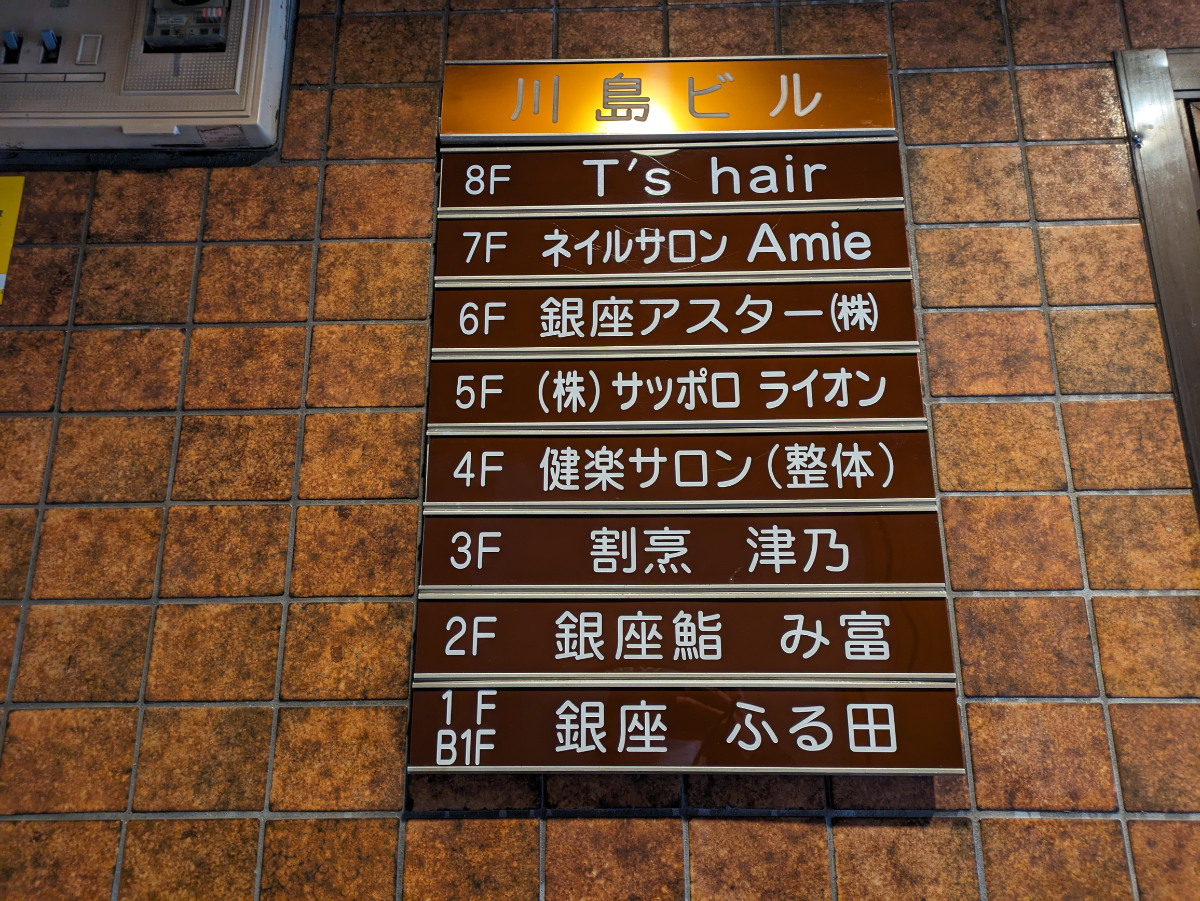 川島ビル
8F T's hair
7F ネイルサロン Amie
6F 銀座アスター㈱
5F (株)サッポロ ライオン
4F 健楽サロン(整体)
3F 割烹 津乃
2F 銀座鮨 み富
1F
B1F 銀座 ふる田